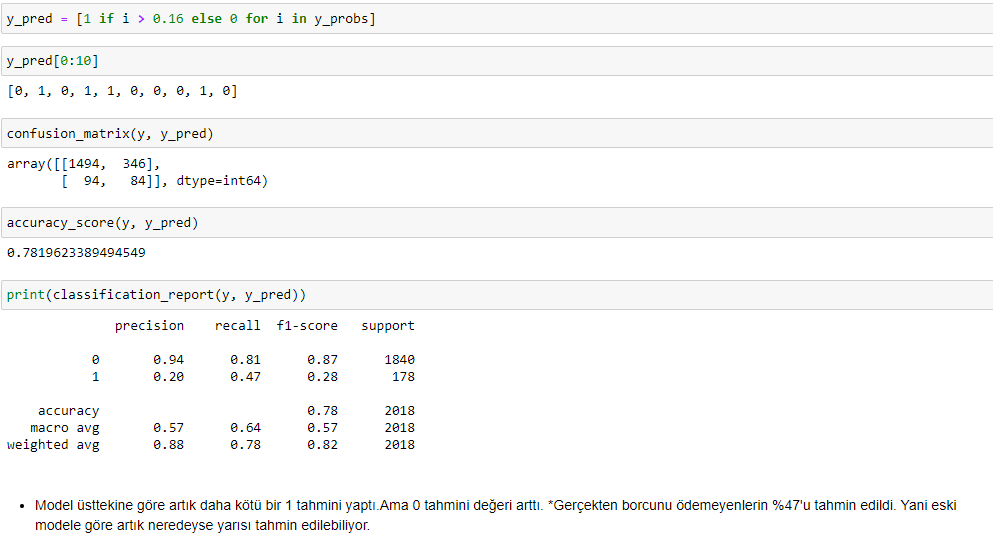 y_pred = [1 if i > 0.16 else 0 for i in y_probs]
y_pred[0:10]
[0, 1, 0, 1, 1, 0, 0, 0, 1, 0]
confusion_matrix(y, y_pred)
array([[1494,  346],
       [  94,   84]], dtype=int64)
accuracy_score(y, y_pred)
0.7819623389494549
print(classification_report(y, y_pred))
              precision    recall  f1-score   support
           0       0.94      0.81      0.87      1840
           1       0.20      0.47      0.28       178
    accuracy                           0.78      2018
   macro avg       0.57      0.64      0.57      2018
weighted avg       0.88      0.78      0.82      2018
• Model üsttekine göre artık daha kötü bir 1 tahmini yaptı.Ama 0 tahmini değeri arttı. *Gerçekten borcunu ödemeyenlerin %47'u tahmin edildi. Yani eski
modele göre artık neredeyse yarısı tahmin edilebiliyor.